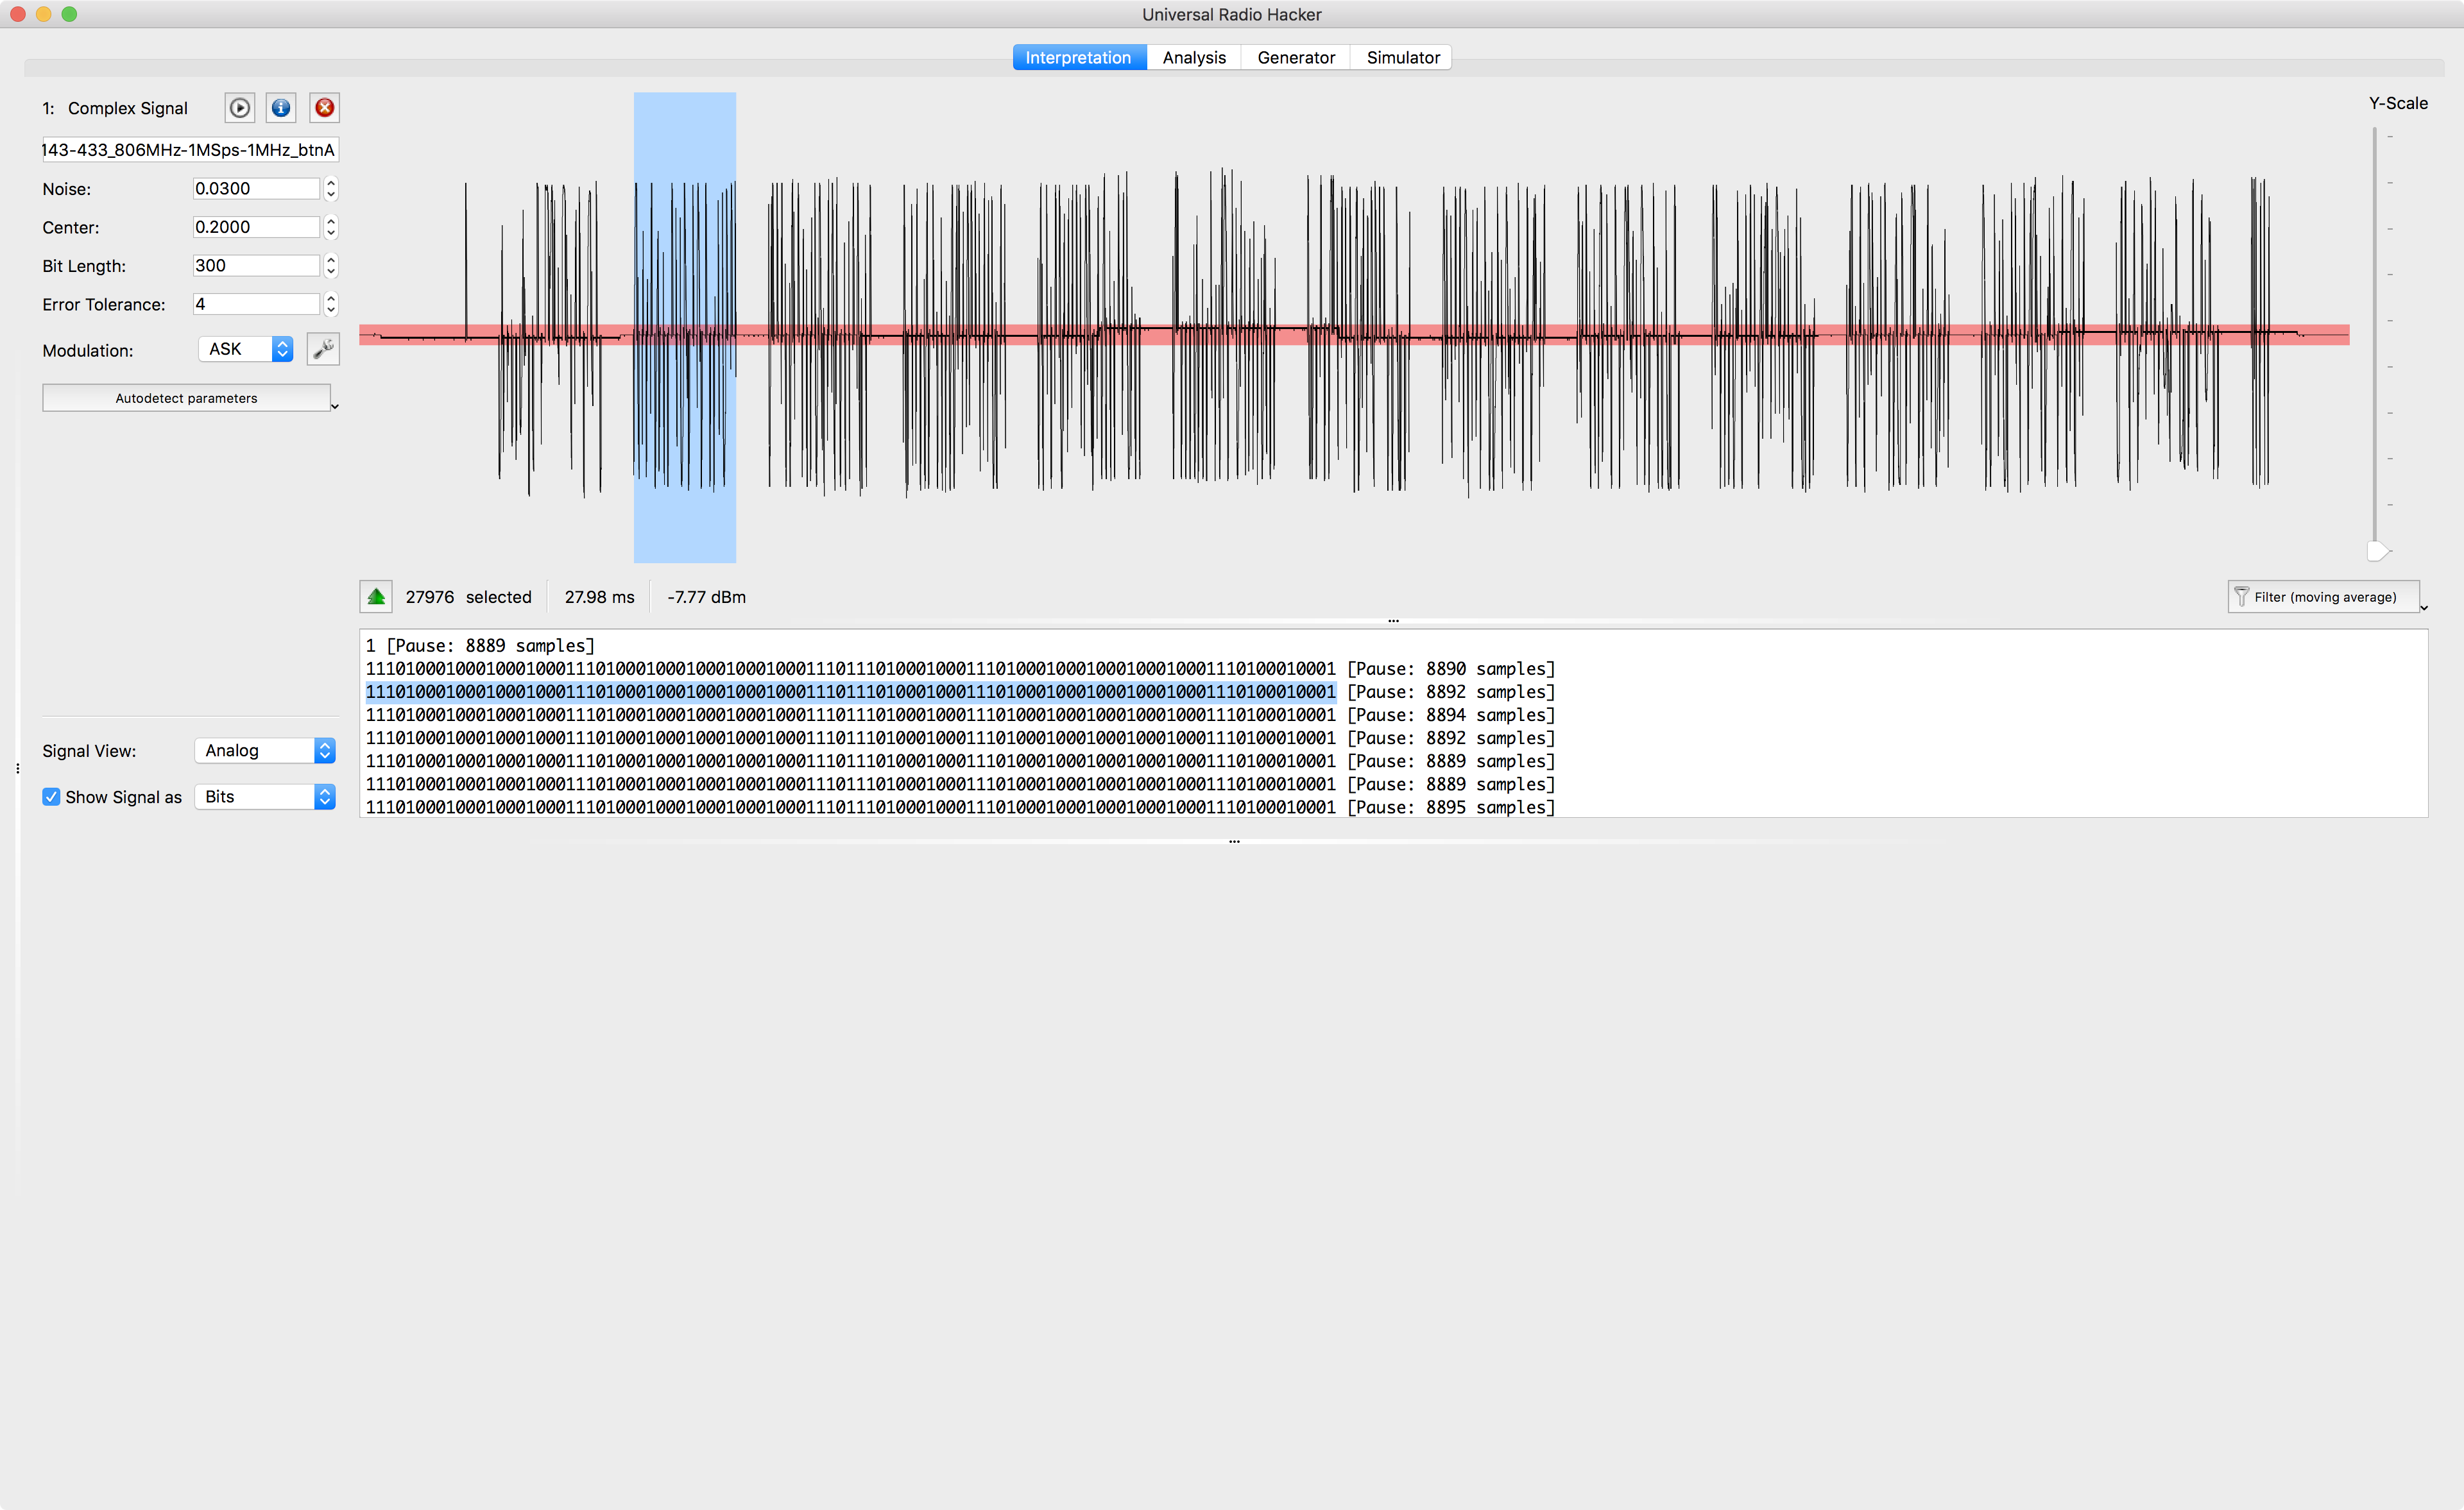 Universal Radio Hacker
Interpretation Analysis Generator Simulator
1: Complex Signal
143-433_806MHz-1MSps-1MHz_btnA
Noise: 0.0300
Center: 0.2000
Bit Length: 300
Error Tolerance: 4
Modulation: ASK
Autodetect parameters
Signal View: Analog
Show Signal as Bits
Y-Scale
27976 selected 27.98 ms -7.77 dBm
Filter (moving average)
1 [Pause: 8889 samples]
1110100010001000100011101000100010001000100011101110100010001110100010001000100010001110100010001 [Pause: 8890 samples]
1110100010001000100011101000100010001000100011101110100010001110100010001000100010001110100010001 [Pause: 8892 samples]
1110100010001000100011101000100010001000100011101110100010001110100010001000100010001110100010001 [Pause: 8894 samples]
1110100010001000100011101000100010001000100011101110100010001110100010001000100010001110100010001 [Pause: 8892 samples]
1110100010001000100011101000100010001000100011101110100010001110100010001000100010001110100010001 [Pause: 8889 samples]
1110100010001000100011101000100010001000100011101110100010001110100010001000100010001110100010001 [Pause: 8889 samples]
1110100010001000100011101000100010001000100011101110100010001110100010001000100010001110100010001 [Pause: 8895 samples]